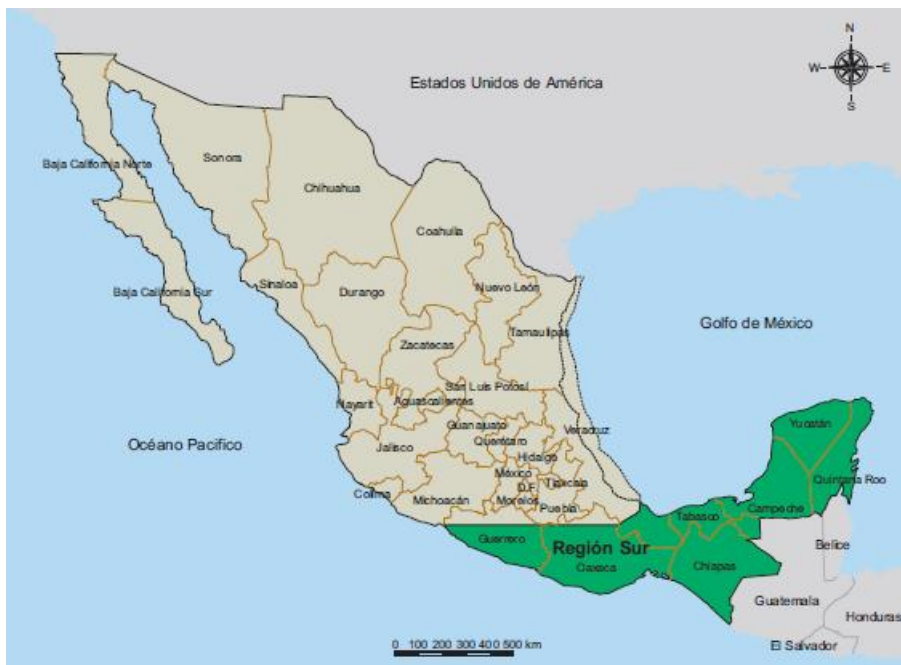 N
W
E
S
Estados Unidos de América
Baja California Norte
Sonora
Chihuahua
Coahuila
Baja California Sur
Sinaloa
Durango
Nuevo León
Tamaulipas
Golfo de México
Zacatecas
San Luis Potosí
Nayarit
Aguascalientes
Océano Pacifico
Jalisco
Guanajuato
Querétaro
Veracruz
Hidalgo
Yucatán
Colima
Michoacán
México
D.F.
Tlaxcala
Morelos
Puebla
Quintana Roo
Campeche
Tabasco
Guerrero
Región Sur
Oaxaca
Chiapas
Belice
Guatemala
Honduras
El Salvador
0 100 200 300 400 500 km